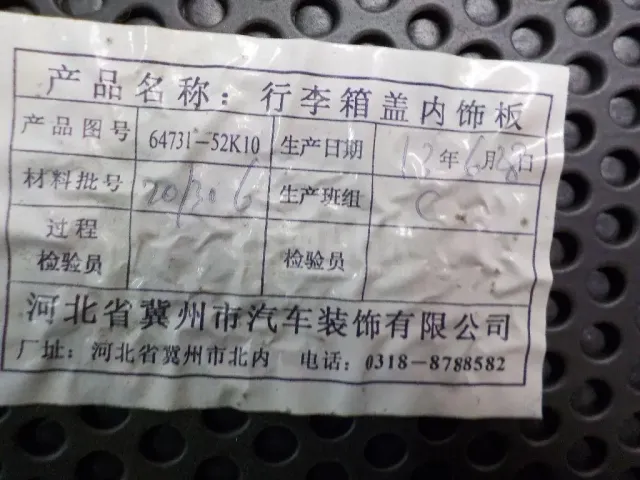 产品名称：行李箱盖内饰板
产品图号 64731-52K10 生产日期 13年6月28日
材料批号 201306 生产班组 C
过程检验员 检验员
河北省冀州市汽车装饰有限公司
厂址：河北省冀州市北内 电话：0318-8788582